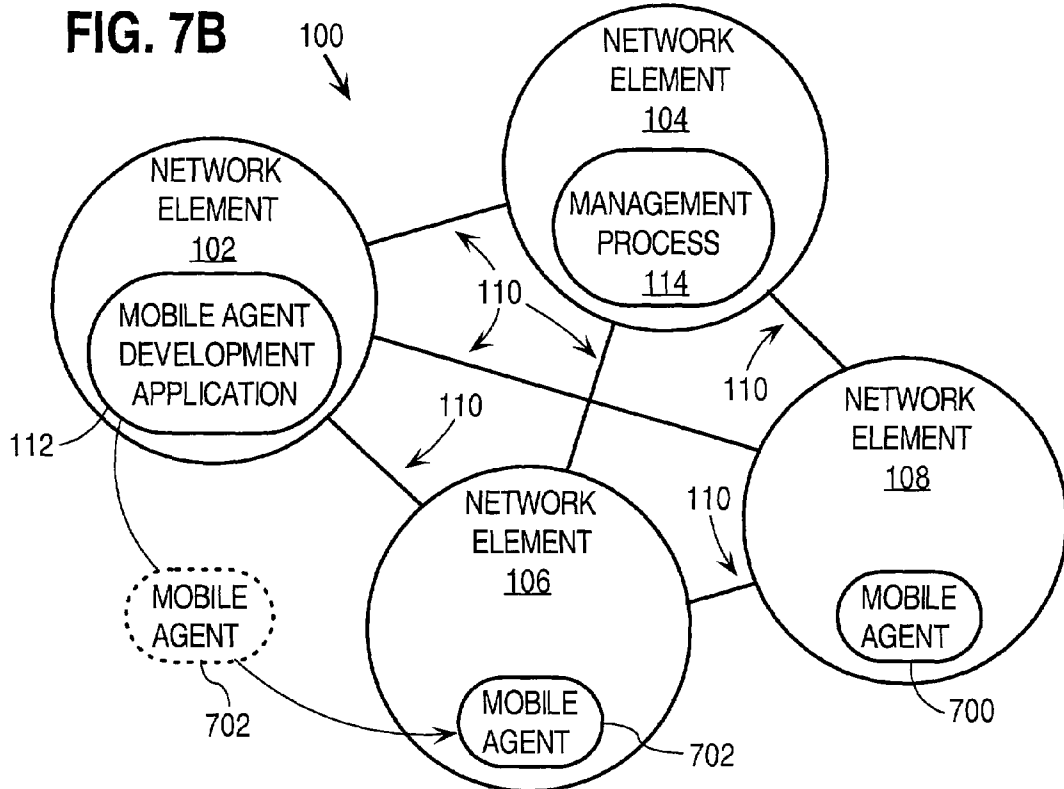 FIG. 7B
100
NETWORK
ELEMENT
104
MANAGEMENT
PROCESS
114
NETWORK
ELEMENT
102
MOBILE AGENT
DEVELOPMENT
APPLICATION
112
110
110
110
NETWORK
ELEMENT
108
MOBILE
AGENT
700
110
NETWORK
ELEMENT
106
MOBILE
AGENT
702
MOBILE
AGENT
702